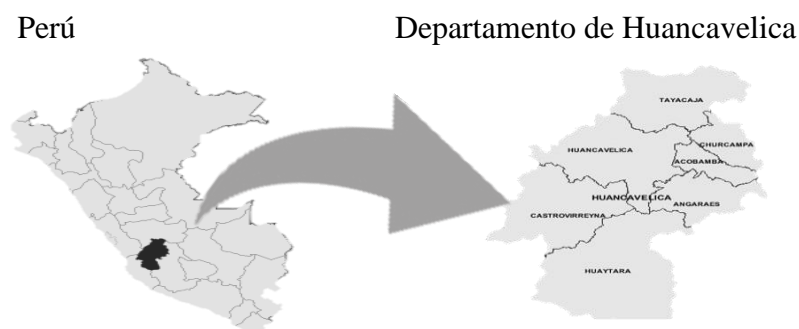 Perú
Departamento de Huancavelica
TAYACAJA
CHURCAMPA
HUANCAVELICA
ACOBAMBA
HUANCAVELICA
ANGARAES
CASTROVIRREYNA
HUAYTARA